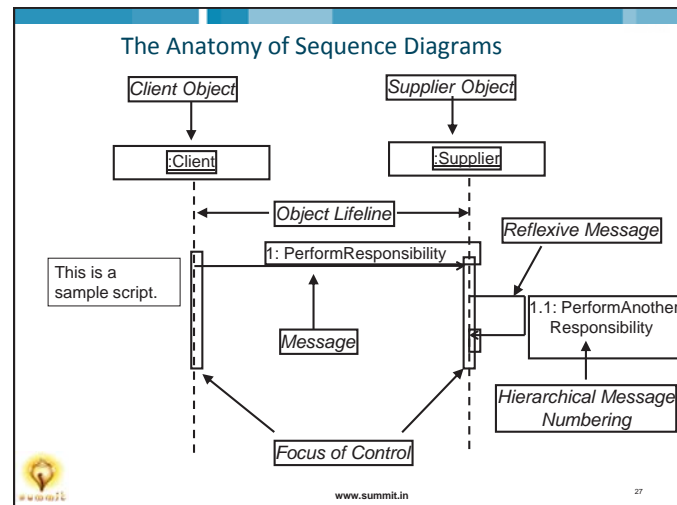 The Anatomy of Sequence Diagrams
Client Object
Supplier Object
:Client
:Supplier
Object Lifeline
Reflexive Message
1: PerformResponsibility
This is a
sample script.
1.1: PerformAnother
Responsibility
Message
Hierarchical Message
Numbering
Focus of Control
summit
www.summit.in
27